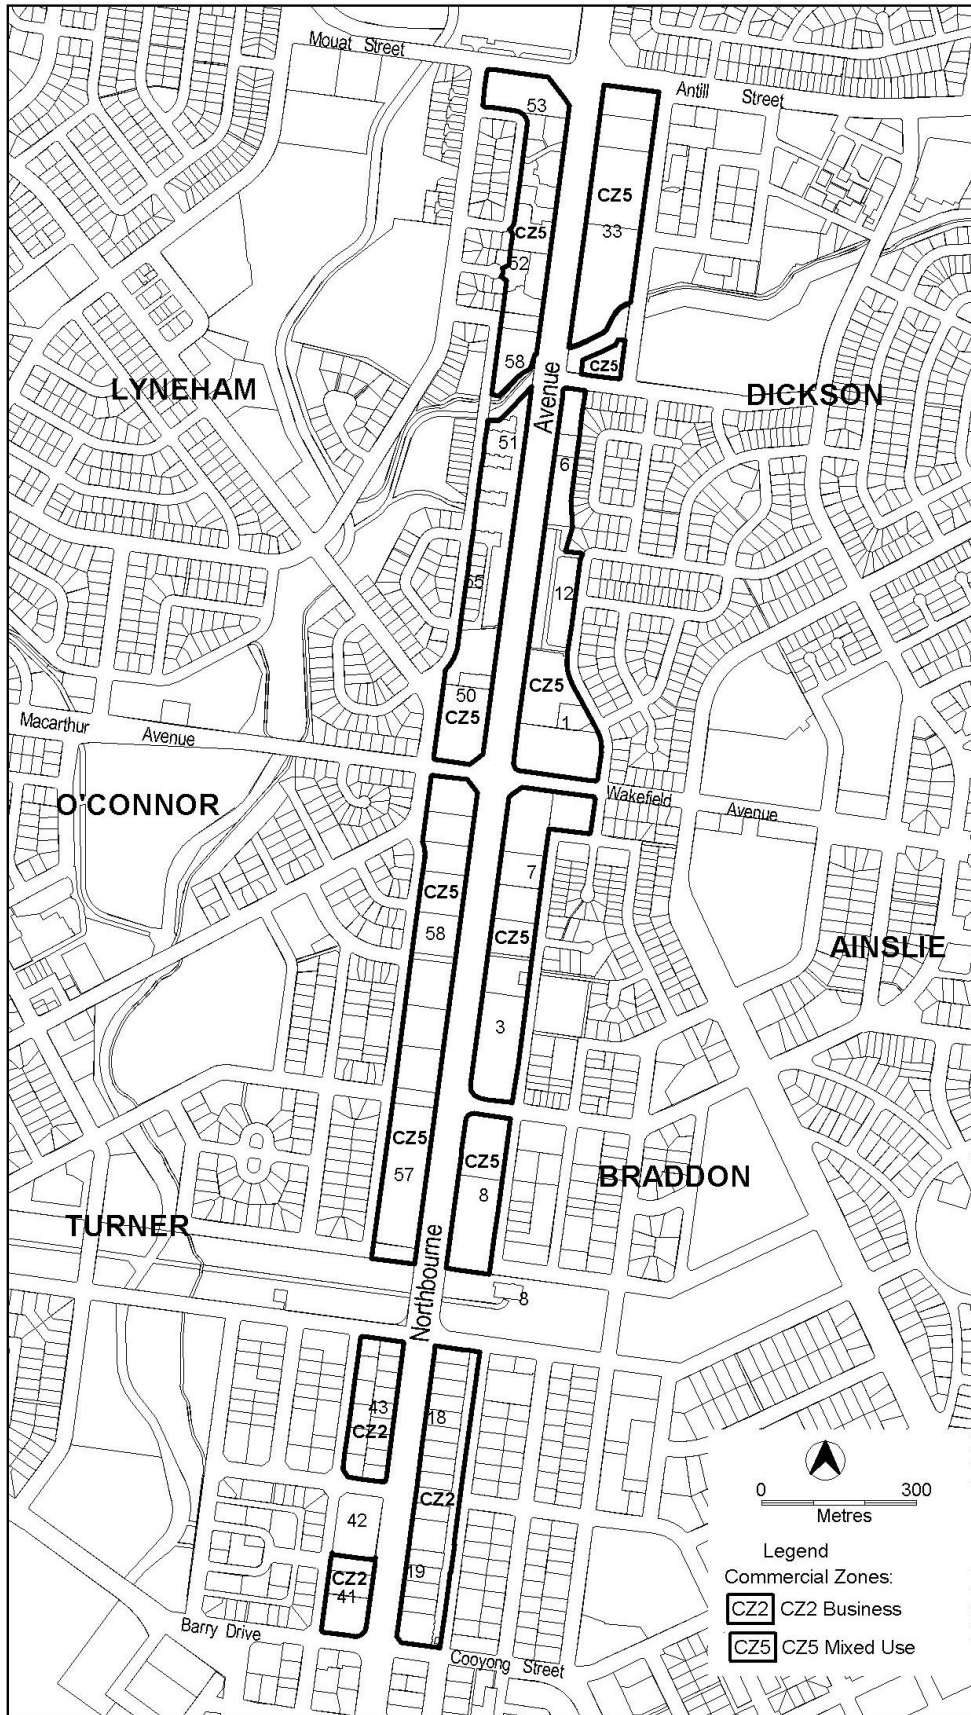 Mouat Street
Antill Street
53
CZ5
33
CZ5
52
58
CZ5
LYNEHAM
DICKSON
Avenue
51
6
65
12
CZ5
50
CZ5
1
Macarthur Avenue
O'CONNOR
Wakefield Avenue
7
CZ5
58
CZ5
AINSLIE
3
CZ5
57
CZ5
8
BRADDON
TURNER
Northbourne
8
43
CZ2
18
CZ2
42
CZ2
41
19
Barry Drive
Cooyong Street
0 300
Metres
Legend
Commercial Zones:
CZ2 CZ2 Business
CZ5 CZ5 Mixed Use